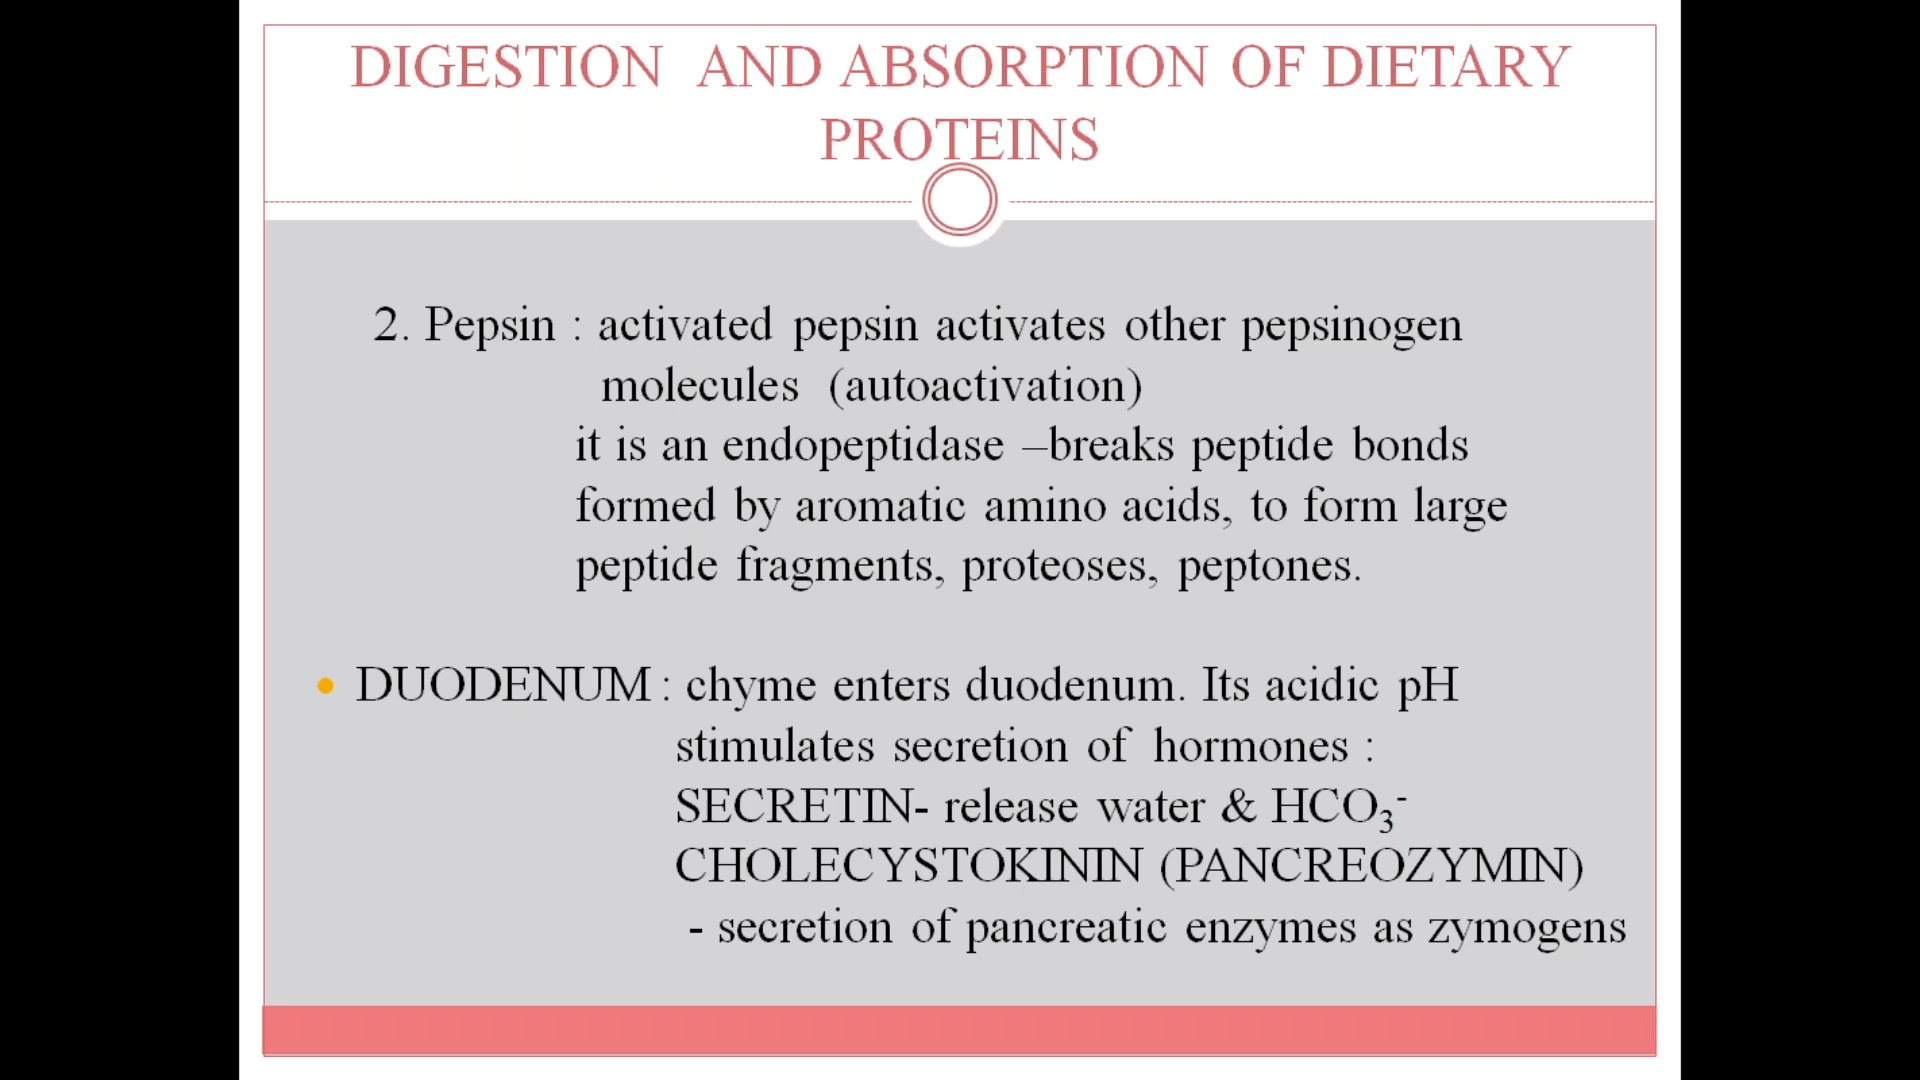 DIGESTION AND ABSORPTION OF DIETARY
PROTEINS
2. Pepsin : activated pepsin activates other pepsinogen
molecules (autoactivation)
it is an endopeptidase –breaks peptide bonds
formed by aromatic amino acids, to form large
peptide fragments, proteoses, peptones.
• DUODENUM : chyme enters duodenum. Its acidic pH
stimulates secretion of hormones :
SECRETIN- release water & HCO₃⁻
CHOLECYSTOKININ (PANCREOZYMIN)
- secretion of pancreatic enzymes as zymogens